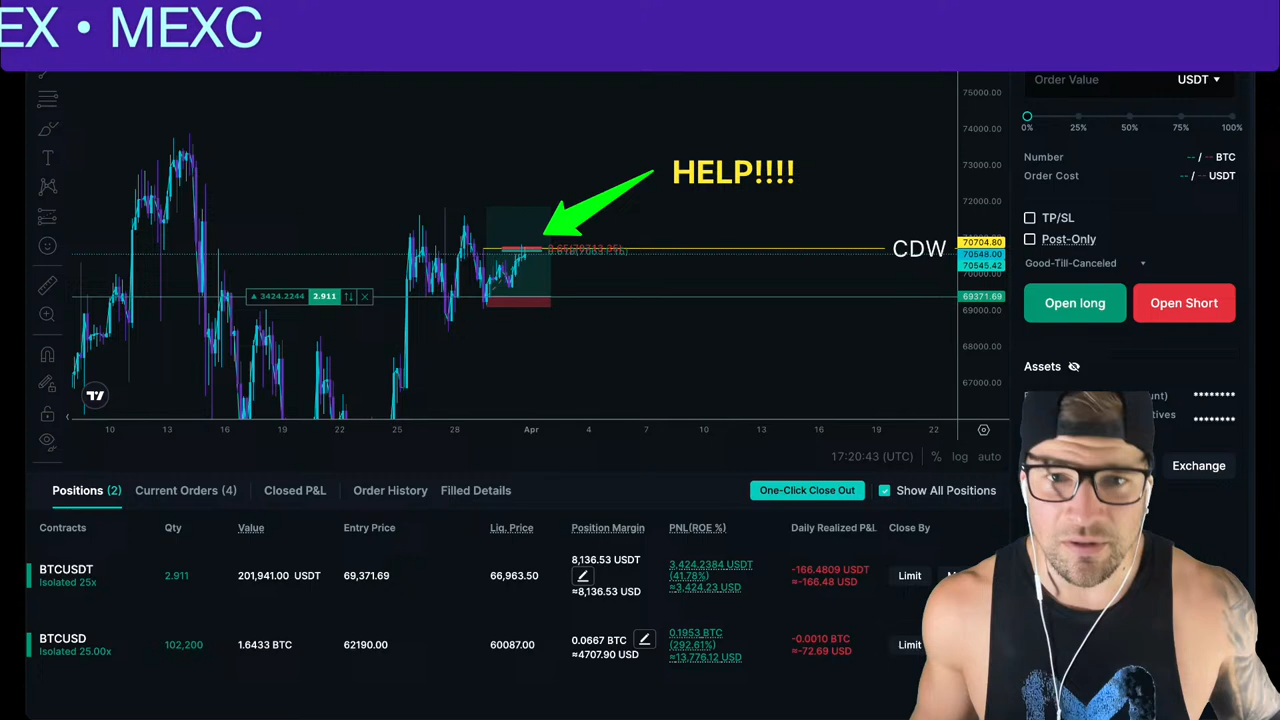 EX • MEXC
Order Value USDT
75000.00
0% 25% 50% 75% 100%
74000.00
Number -- / -- BTC
HELP!!!!
73000.00
Order Cost -- / -- USDT
72000.00
TP/SL
70704.80
Post-Only
CDW
70548.00
70545.42
Good-Till-Canceled
70000.00
3424.2244 2.911
69371.69
Open long Open Short
69000.00
68000.00
Assets
67000.00
10 13 16 19 22 25 28 Apr 4 7 10 13 16 19 22
17:20:43 (UTC) % log auto
Exchange
Positions (2) Current Orders (4) Closed P&L Order History Filled Details One-Click Close Out Show All Positions
Contracts Qty Value Entry Price Liq. Price Position Margin PNL(ROE %) Daily Realized P&L Close By
BTCUSDT 2.911 201,941.00 USDT 69,371.69 66,963.50 8,136.53 USDT 3,424.2384 USDT -166.4809 USDT Limit
Isolated 25x (41.78%) ≈-166.48 USD
≈8,136.53 USD ≈3,424.23 USD
BTCUSD 102,200 1.6433 BTC 62190.00 60087.00 0.0667 BTC 0.1953 BTC -0.0010 BTC Limit
Isolated 25.00x (292.61%) ≈-72.69 USD
≈4707.90 USD ≈13,776.12 USD